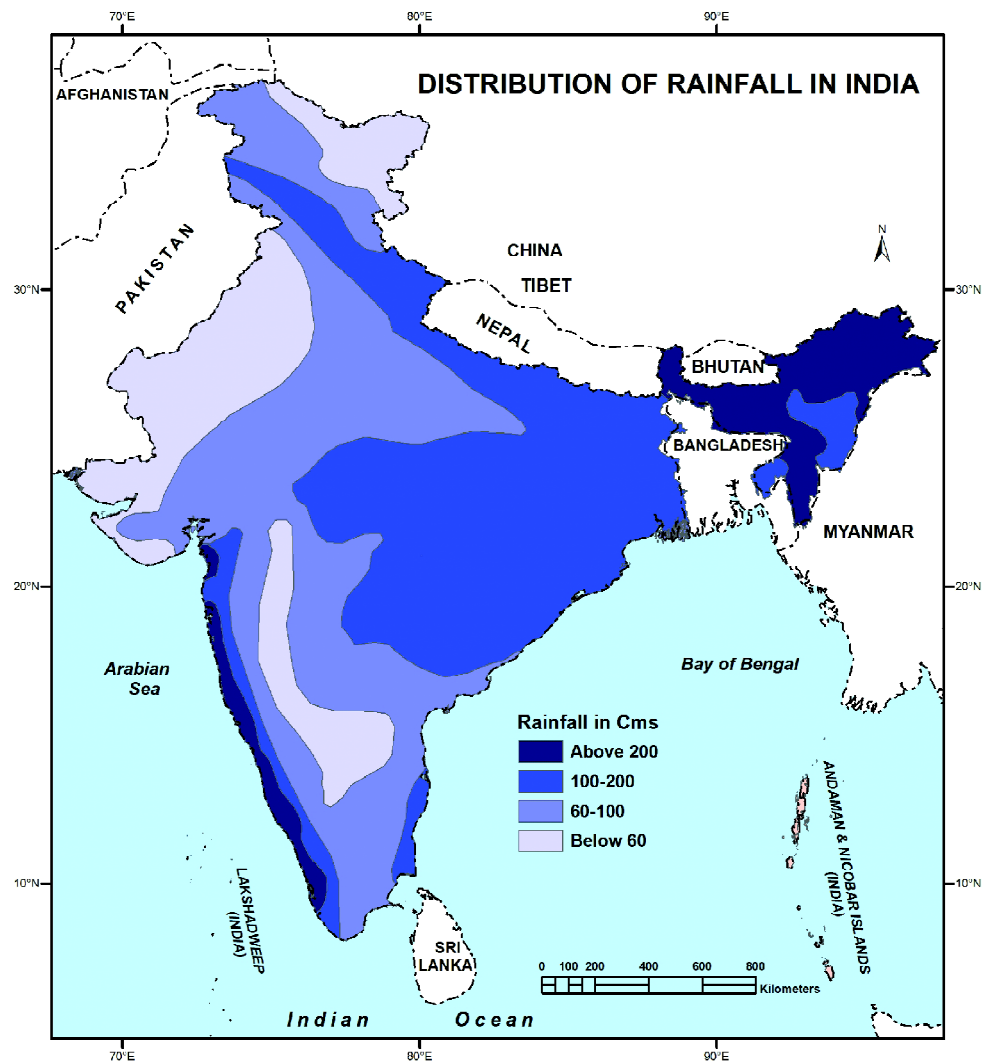 70°E
80°E
90°E
DISTRIBUTION OF RAINFALL IN INDIA
AFGHANISTAN
N
PAKISTAN
CHINA
TIBET
30°N
30°N
NEPAL
BHUTAN
BANGLADESH
MYANMAR
20°N
20°N
Arabian
Sea
Bay of Bengal
Rainfall in Cms
Above 200
100-200
60-100
Below 60
ANDAMAN & NICOBAR ISLANDS
(INDIA)
LAKSHADWEEP
(INDIA)
10°N
10°N
SRI
LANKA
0 100 200 400 600 800
Kilometers
Indian Ocean
70°E
80°E
90°E